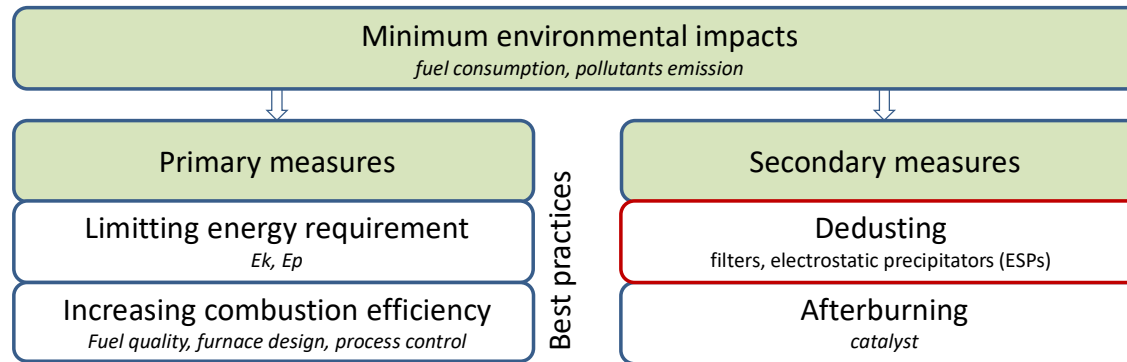 Minimum environmental impacts
fuel consumption, pollutants emission
Primary measures
Limitting energy requirement
Ek, Ep
Increasing combustion efficiency
Fuel quality, furnace design, process control
Best practices
Secondary measures
Dedusting
filters, electrostatic precipitators (ESPs)
Afterburning
catalyst